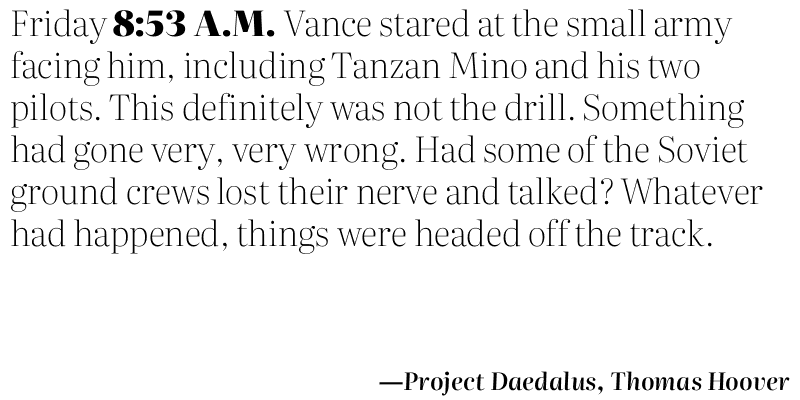 Friday 8:53 A.M. Vance stared at the small army
facing him, including Tanzan Mino and his two
pilots. This definitely was not the drill. Something
had gone very, very wrong. Had some of the Soviet
ground crews lost their nerve and talked? Whatever
had happened, things were headed off the track.
—Project Daedalus, Thomas Hoover